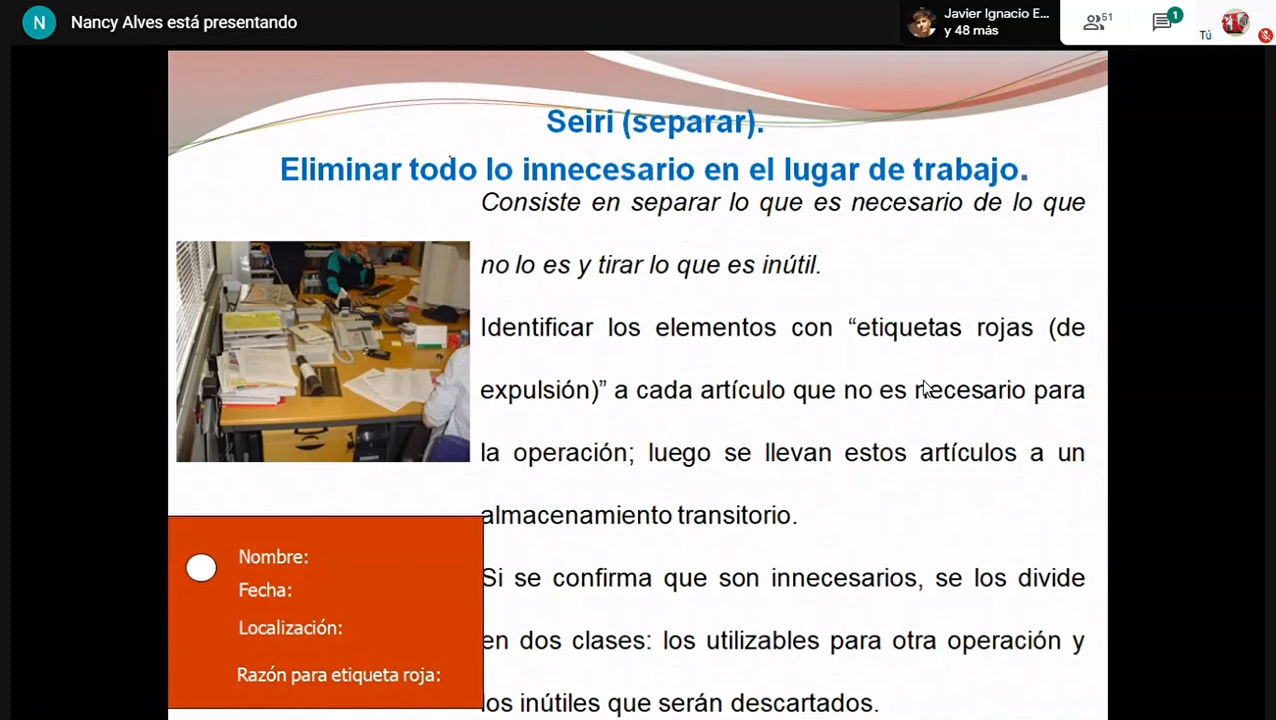 N Nancy Alves está presentando
Javier Ignacio E...
y 48 más
51
1
Tú
Seiri (separar).
Eliminar todo lo innecesario en el lugar de trabajo.
Consiste en separar lo que es necesario de lo que
no lo es y tirar lo que es inútil.
Identificar los elementos con “etiquetas rojas (de
expulsión)” a cada artículo que no es necesario para
la operación; luego se llevan estos artículos a un
almacenamiento transitorio.
Si se confirma que son innecesarios, se los divide
en dos clases: los utilizables para otra operación y
los inútiles que serán descartados.
Nombre:
Fecha:
Localización:
Razón para etiqueta roja: